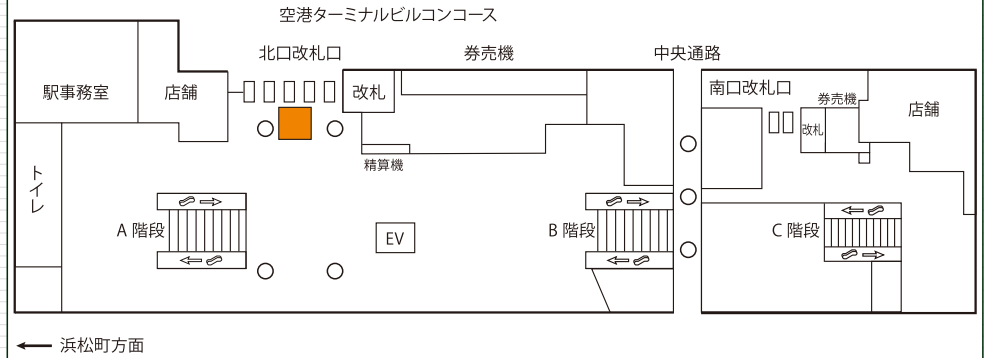 空港ターミナルビルコンコース
北口改札口
券売機
中央通路
駅事務室
店舗
改札
南口改札口
券売機
店舗
改札
精算機
トイレ
A 階段
EV
B 階段
C 階段
浜松町方面